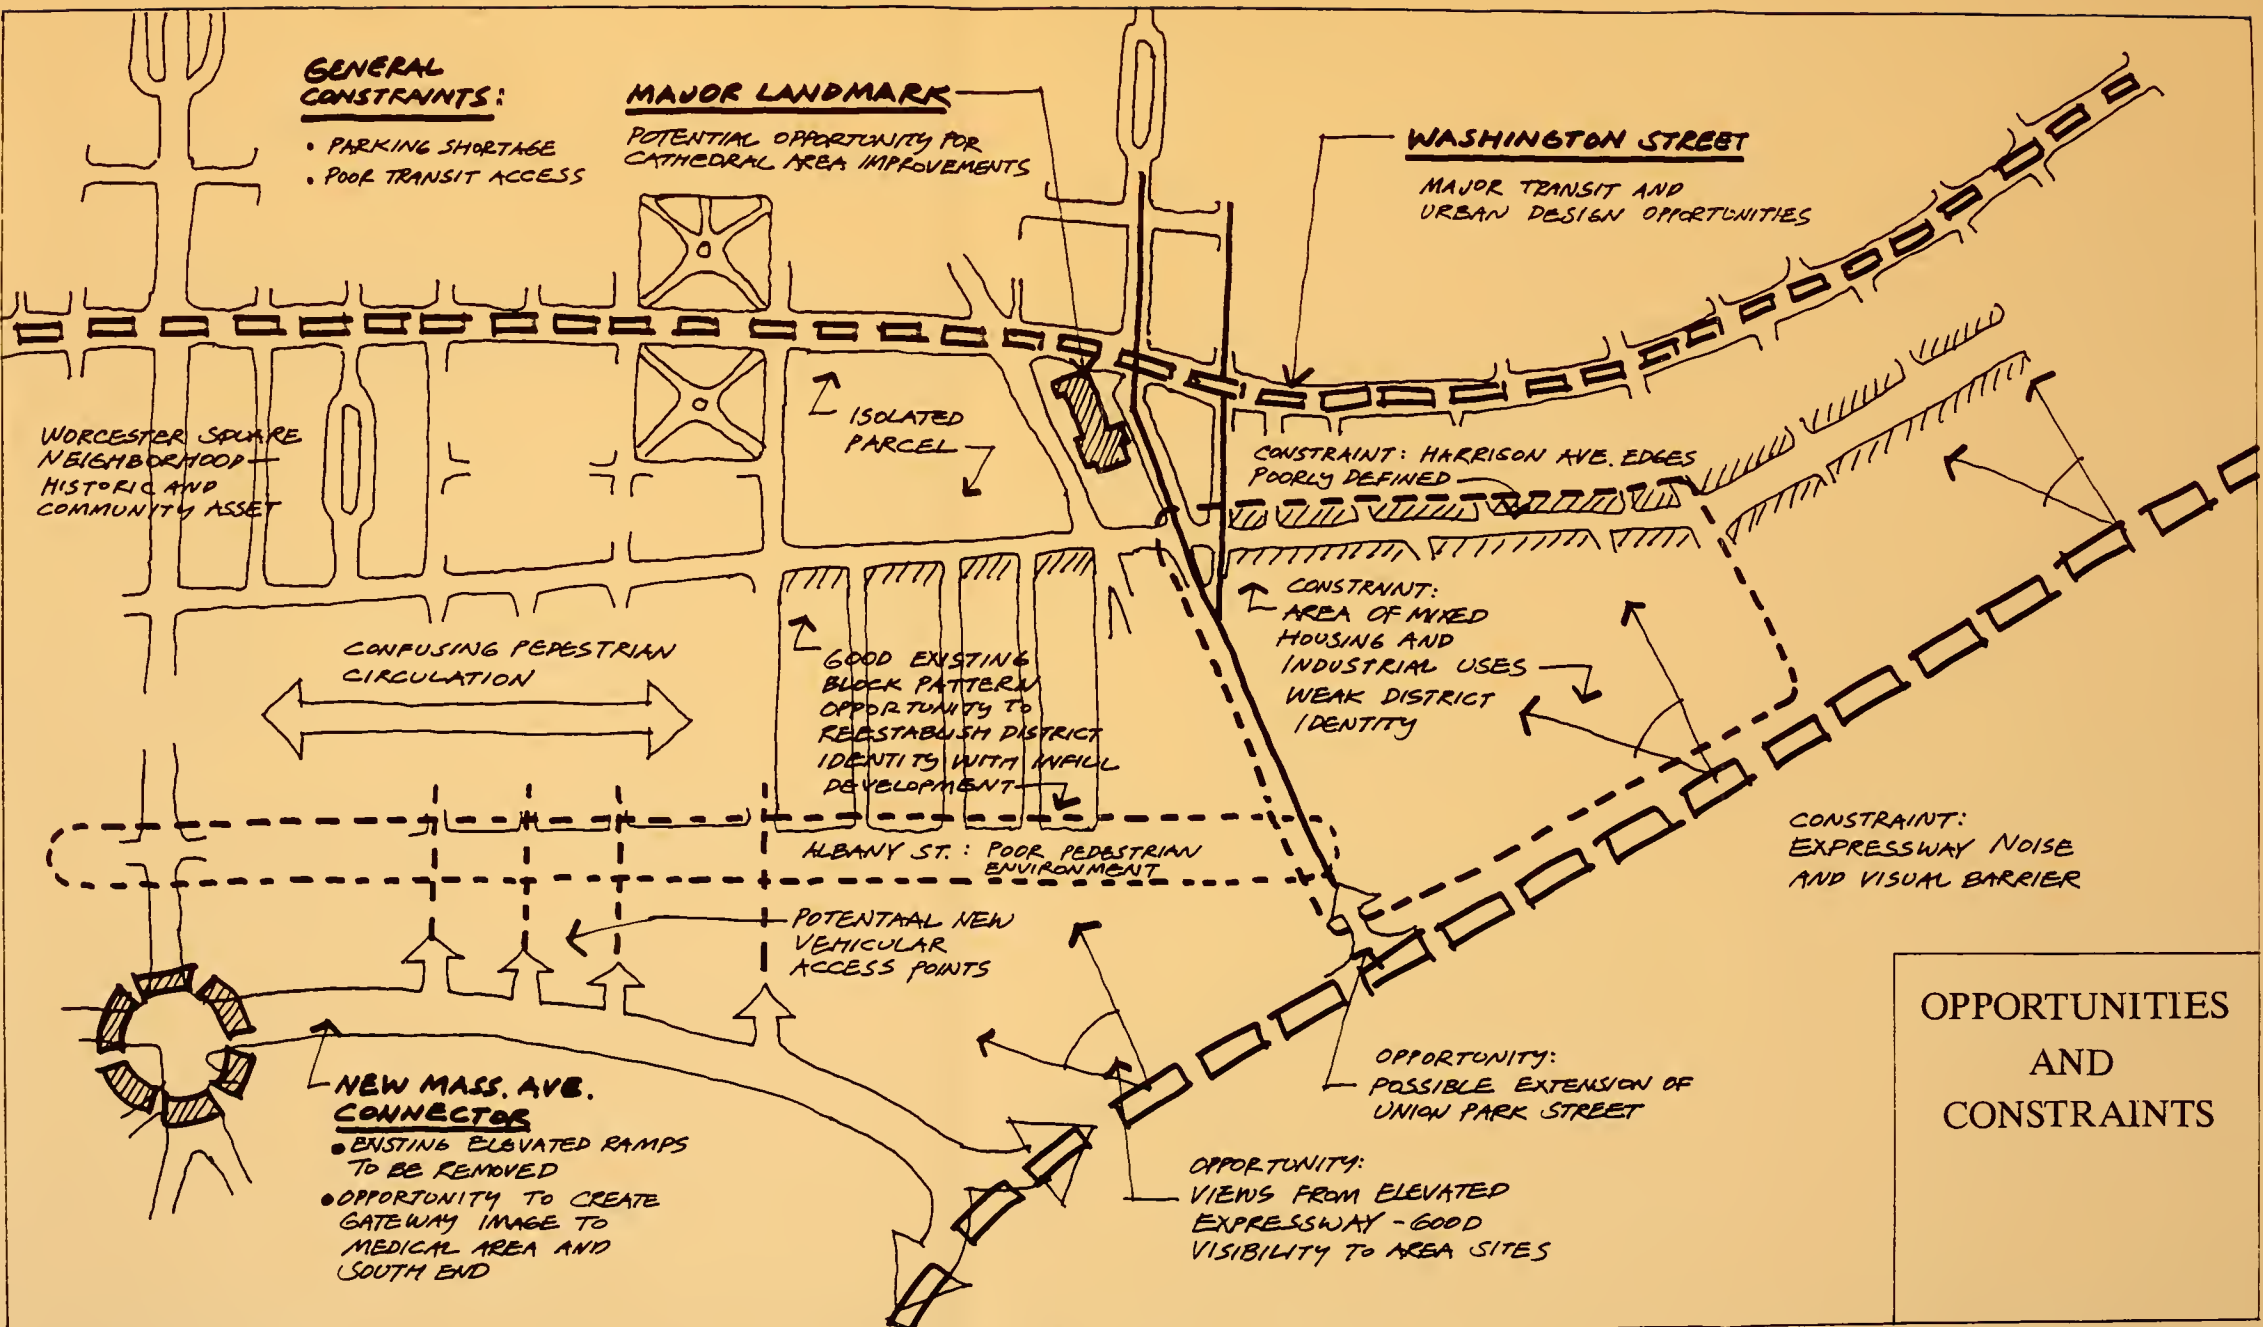 GENERAL
CONSTRAINTS:
• PARKING SHORTAGE
• POOR TRANSIT ACCESS
MAJOR LANDMARK
POTENTIAL OPPORTUNITY FOR
CATHEDRAL AREA IMPROVEMENTS
WASHINGTON STREET
MAJOR TRANSIT AND
URBAN DESIGN OPPORTUNITIES
WORCESTER SQUARE
NEIGHBORHOOD
HISTORIC AND
COMMUNITY ASSET
ISOLATED
PARCEL
CONSTRAINT: HARRISON AVE. EDGES
POORLY DEFINED
CONSTRAINT:
AREA OF MIXED
HOUSING AND
INDUSTRIAL USES
WEAK DISTRICT
IDENTITY
CONFUSING PEDESTRIAN
CIRCULATION
GOOD EXISTING
BLOCK PATTERN
OPPORTUNITY TO
REESTABLISH DISTRICT
IDENTITY WITH INFILL
DEVELOPMENT
ALBANY ST.: POOR PEDESTRIAN
ENVIRONMENT
CONSTRAINT:
EXPRESSWAY NOISE
AND VISUAL BARRIER
POTENTAAL NEW
VEHICULAR
ACCESS POINTS
NEW MASS. AVE.
CONNECTOR
• EXISTING ELEVATED RAMPS
TO BE REMOVED
• OPPORTUNITY TO CREATE
GATEWAY IMAGE TO
MEDICAL AREA AND
SOUTH END
OPPORTUNITY:
POSSIBLE EXTENSION OF
UNION PARK STREET
OPPORTUNITY:
VIEWS FROM ELEVATED
EXPRESSWAY - GOOD
VISIBILITY TO AREA SITES
OPPORTUNITIES
AND
CONSTRAINTS